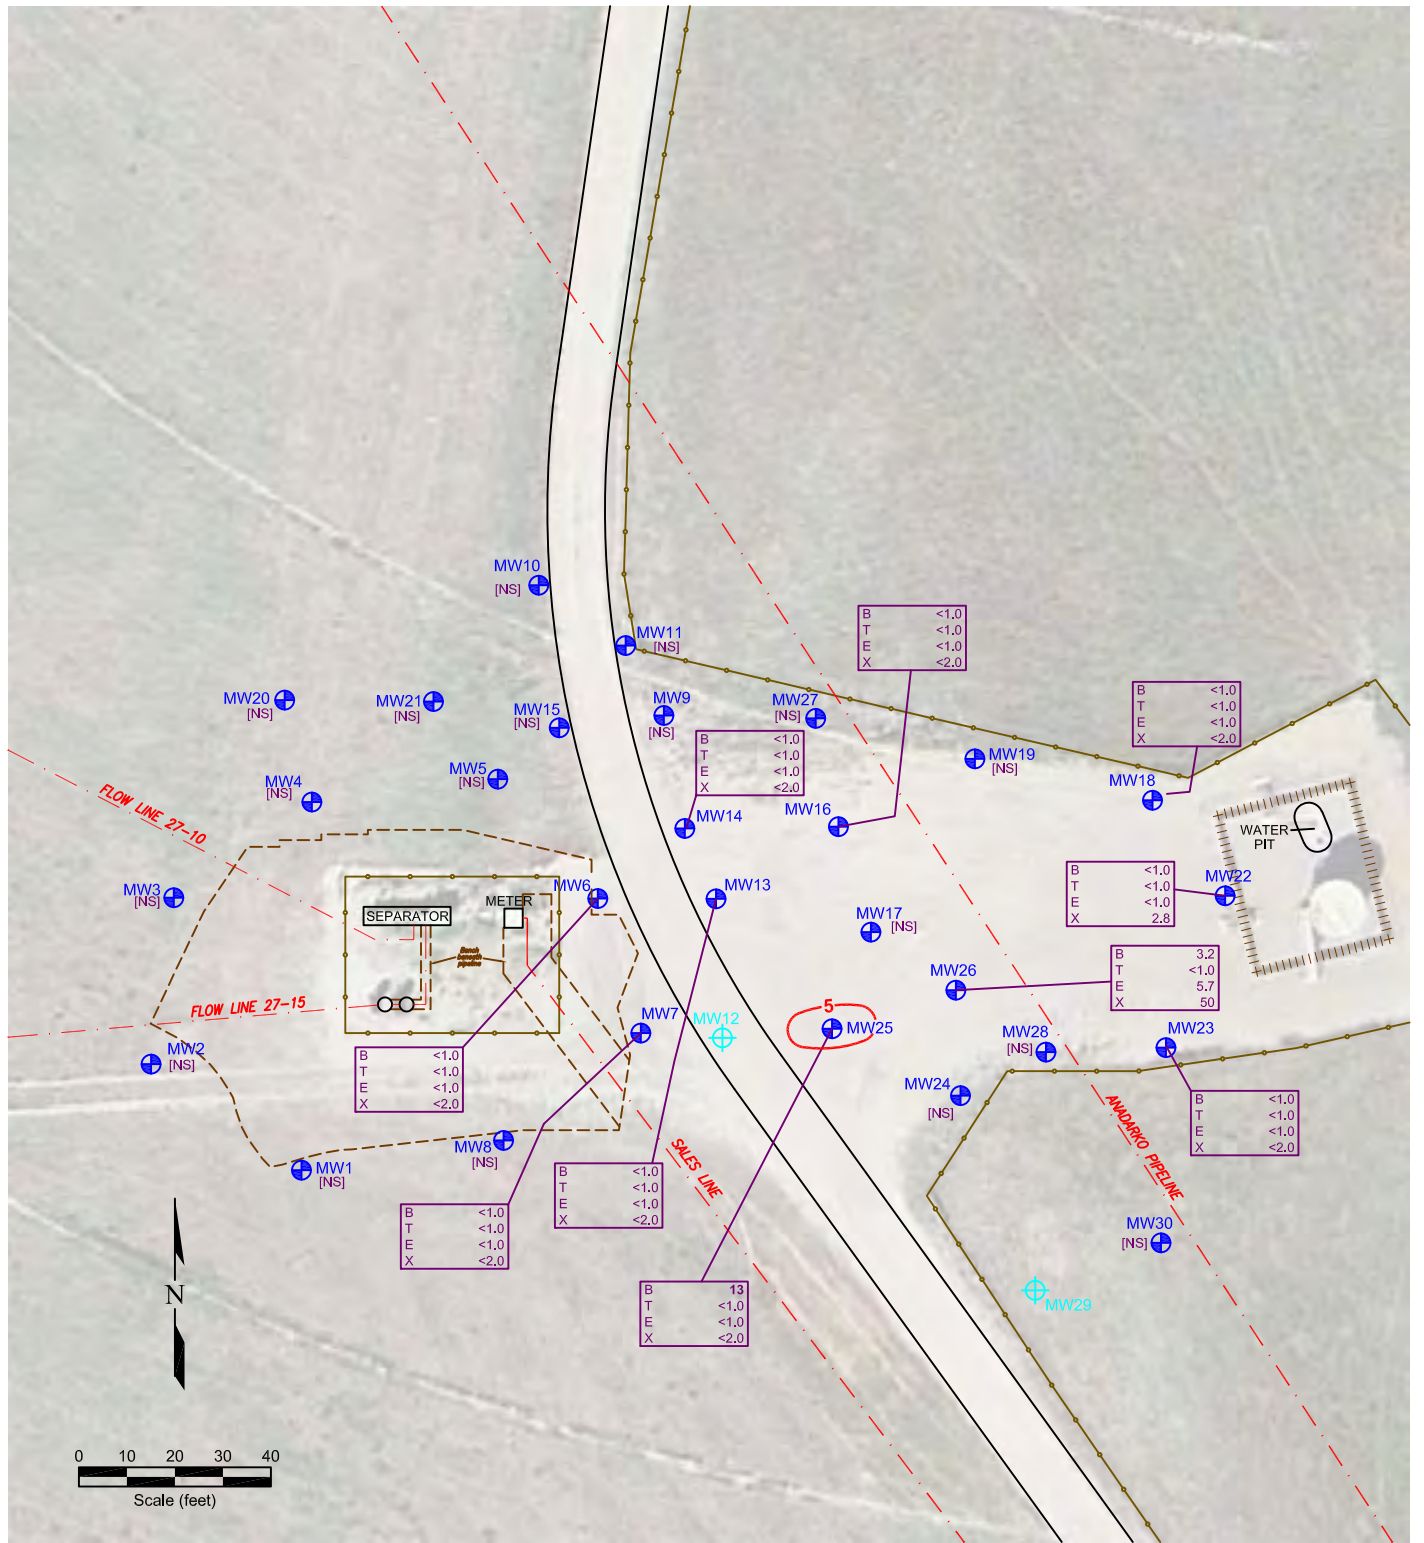 MW10
[NS]
B <1.0
T <1.0
E <1.0
X <2.0
MW11
[NS]
MW20
[NS]
MW21
[NS]
MW15
[NS]
MW9
[NS]
MW27
[NS]
B <1.0
T <1.0
E <1.0
X <2.0
B <1.0
T <1.0
E <1.0
X <2.0
MW19
[NS]
MW5
[NS]
MW4
[NS]
MW18
MW14
MW16
FLOW LINE 27-10
WATER
PIT
MW3
[NS]
MW6
MW13
METER
SEPARATOR
B <1.0
T <1.0
E <1.0
X 2.8
MW22
MW17
[NS]
Bench
beneath
pipeline
MW26
B 3.2
T <1.0
E 5.7
X 50
FLOW LINE 27-15
MW7
MW12
5
MW25
MW28
[NS]
MW23
MW2
[NS]
B <1.0
T <1.0
E <1.0
X <2.0
MW24
[NS]
B <1.0
T <1.0
E <1.0
X <2.0
ANADARKO PIPELINE
MW8
[NS]
SALES LINE
MW1
[NS]
B <1.0
T <1.0
E <1.0
X <2.0
B <1.0
T <1.0
E <1.0
X <2.0
MW30
[NS]
N
B 13
T <1.0
E <1.0
X <2.0
MW29
0 10 20 30 40
Scale (feet)